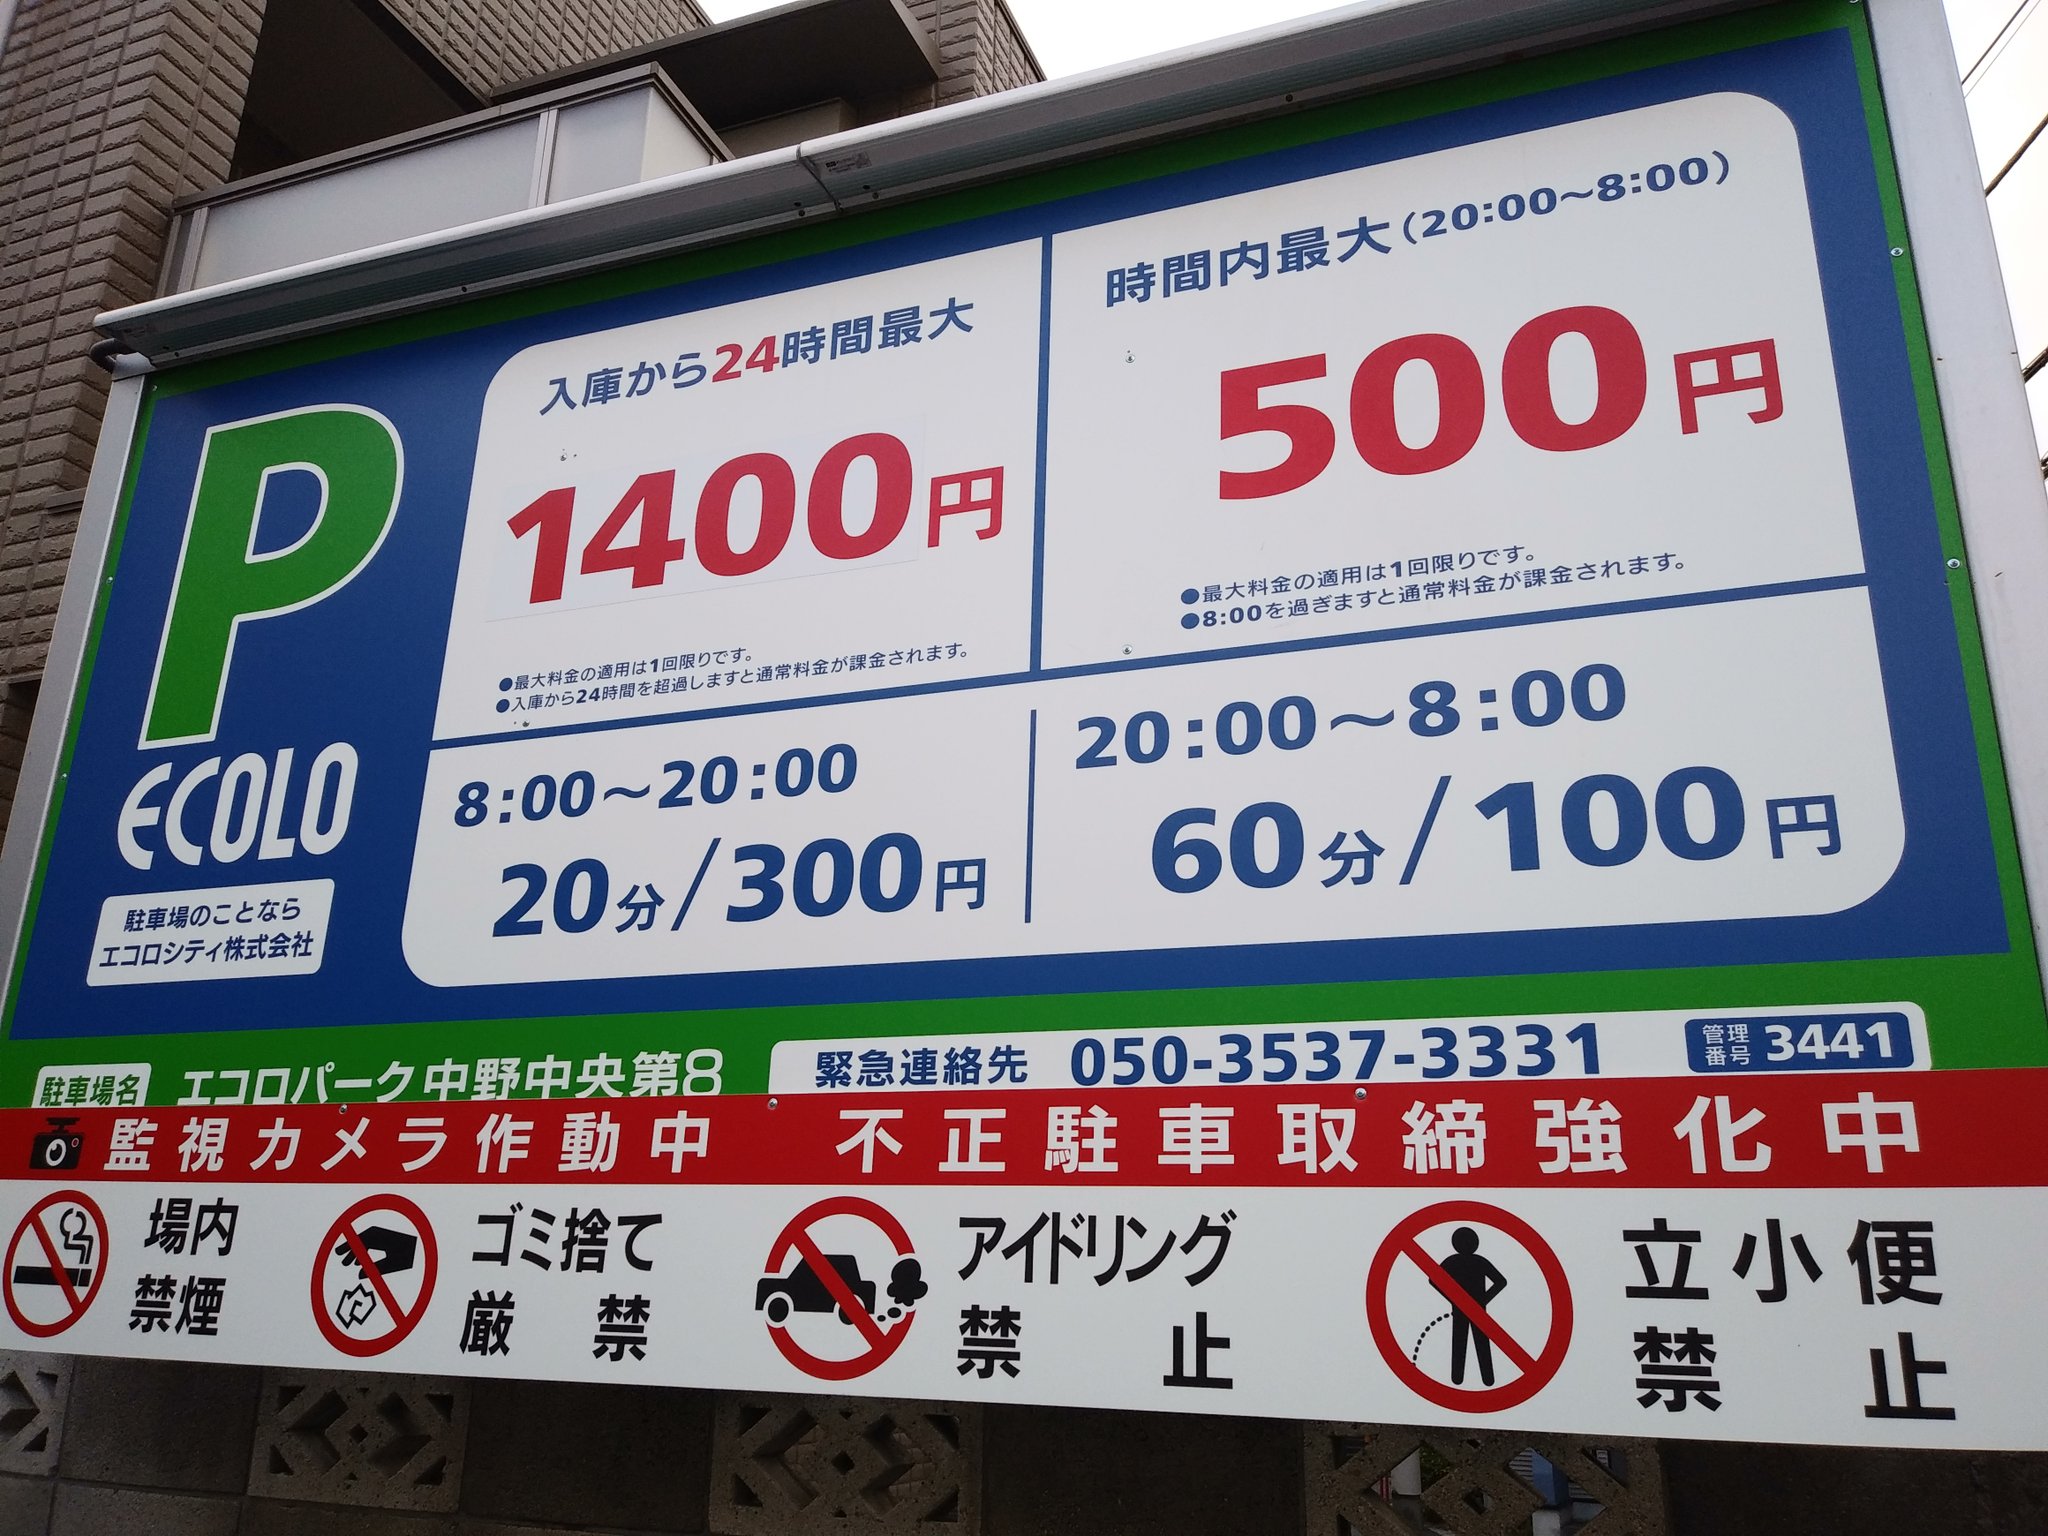 入庫から24時間最大
1400円
●最大料金の適用は1回限りです。
●入庫から24時間を超過しますと通常料金が課金されます。
時間内最大(20:00～8:00)
500円
●最大料金の適用は1回限りです。
●8:00を過ぎますと通常料金が課金されます。
8:00～20:00
20分/300円
20:00～8:00
60分/100円
P
ECOLO
駐車場のことなら
エコロシティ株式会社
駐車場名 エコロパーク中野中央第8
緊急連絡先 050-3537-3331
管理番号 3441
監視カメラ作動中 不正駐車取締強化中
場内
禁煙
ゴミ捨て
厳禁
アイドリング
禁止
立小便
禁止